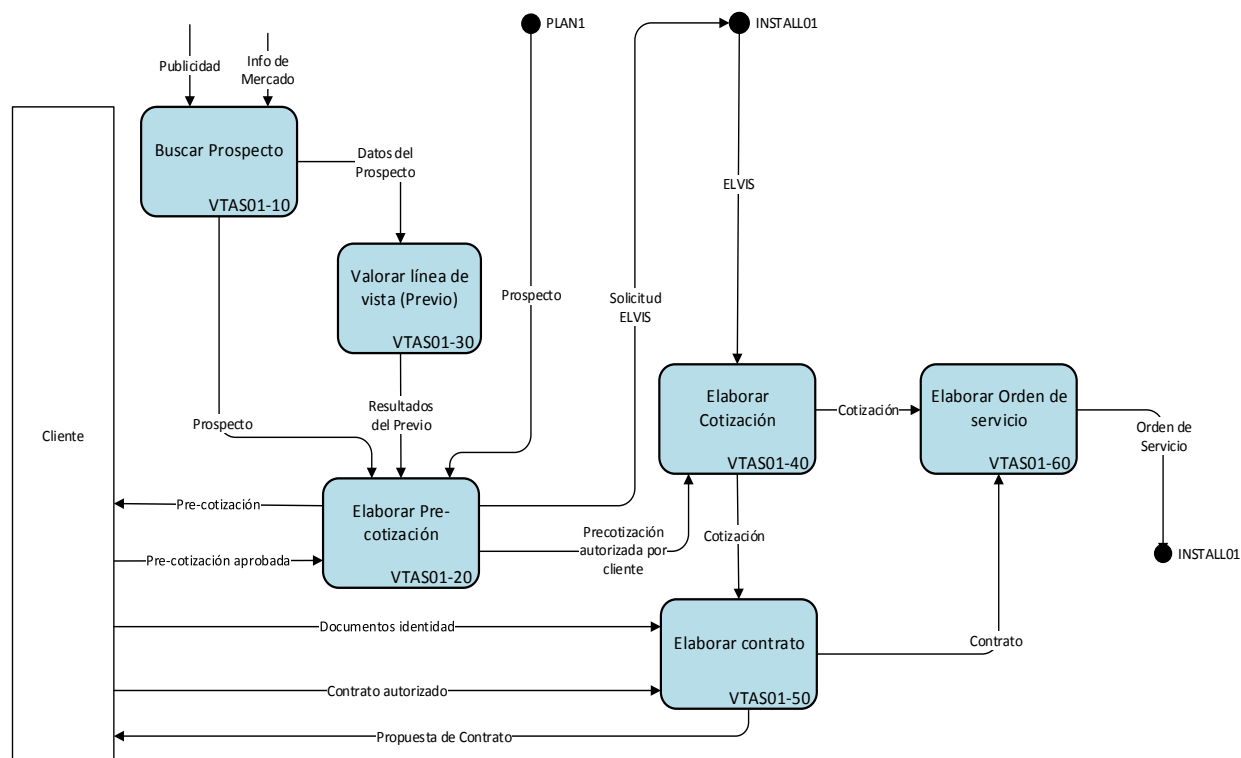 PLAN1
INSTALL01
Publicidad
Info de
Mercado
Buscar Prospecto
VTAS01-10
Datos del
Prospecto
ELVIS
Valorar línea de
vista (Previo)
VTAS01-30
Prospecto
Solicitud
ELVIS
Cliente
Prospecto
Resultados
del Previo
Elaborar
Cotización
VTAS01-40
Cotización
Elaborar Orden de
servicio
VTAS01-60
Orden de
Servicio
Pre-cotización
Elaborar Pre-
cotización
VTAS01-20
Pre-cotización aprobada
Precotización
autorizada por
cliente
Cotización
INSTALL01
Documentos identidad
Elaborar contrato
VTAS01-50
Contrato
Contrato autorizado
Propuesta de Contrato